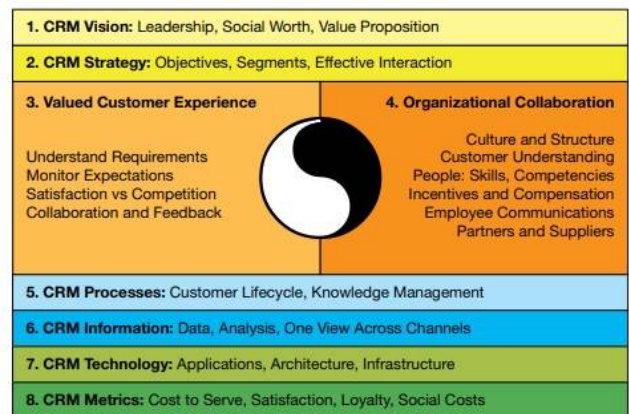 1. CRM Vision: Leadership, Social Worth, Value Proposition
2. CRM Strategy: Objectives, Segments, Effective Interaction
3. Valued Customer Experience
Understand Requirements
Monitor Expectations
Satisfaction vs Competition
Collaboration and Feedback
4. Organizational Collaboration
Culture and Structure
Customer Understanding
People: Skills, Competencies
Incentives and Compensation
Employee Communications
Partners and Suppliers
5. CRM Processes: Customer Lifecycle, Knowledge Management
6. CRM Information: Data, Analysis, One View Across Channels
7. CRM Technology: Applications, Architecture, Infrastructure
8. CRM Metrics: Cost to Serve, Satisfaction, Loyalty, Social Costs